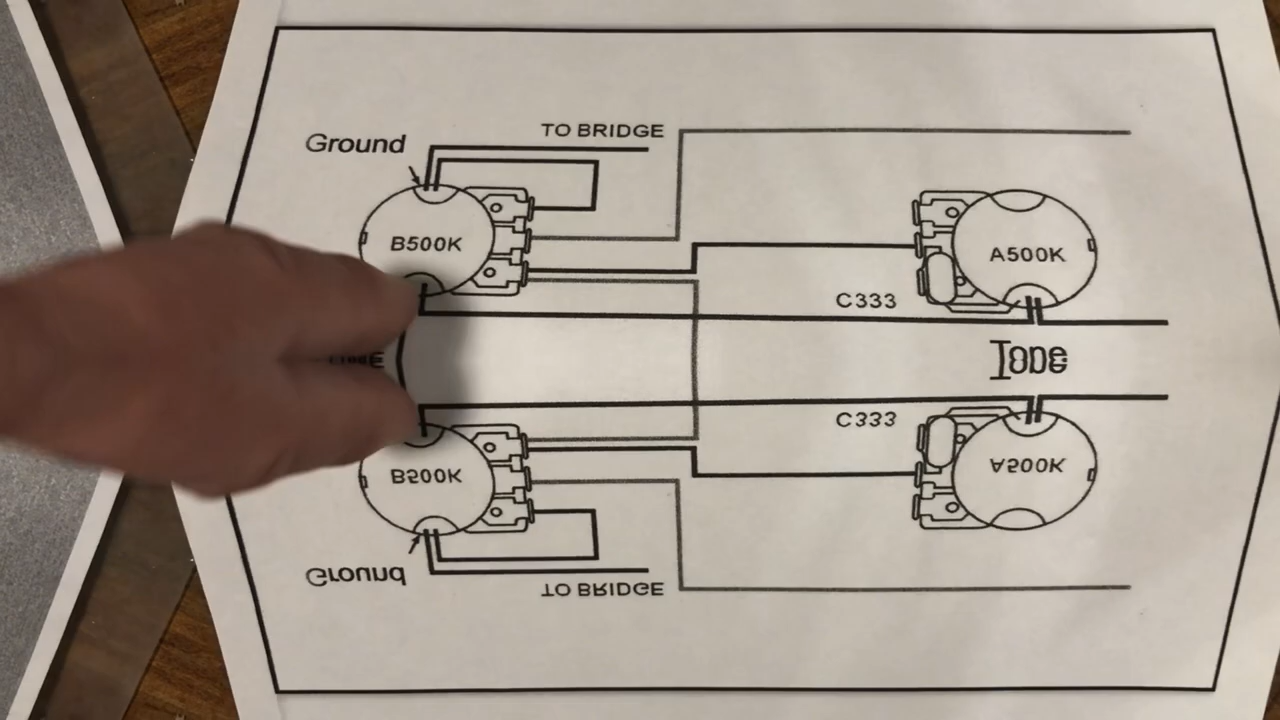 TO BRIDGE
Ground
B500K
A500K
C333
Tone
C333
B500K
A500K
Ground
TO BRIDGE